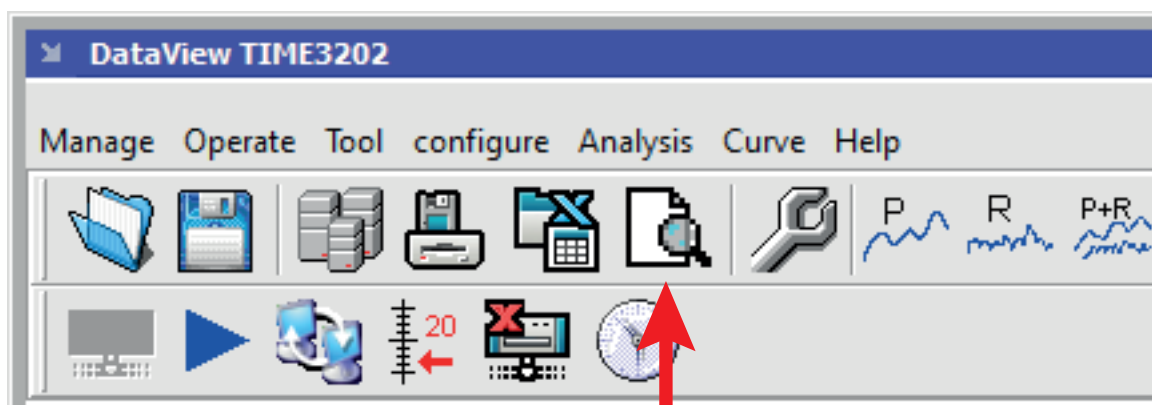 DataView TIME3202
Manage Operate Tool configure Analysis Curve Help
P R P+R
20